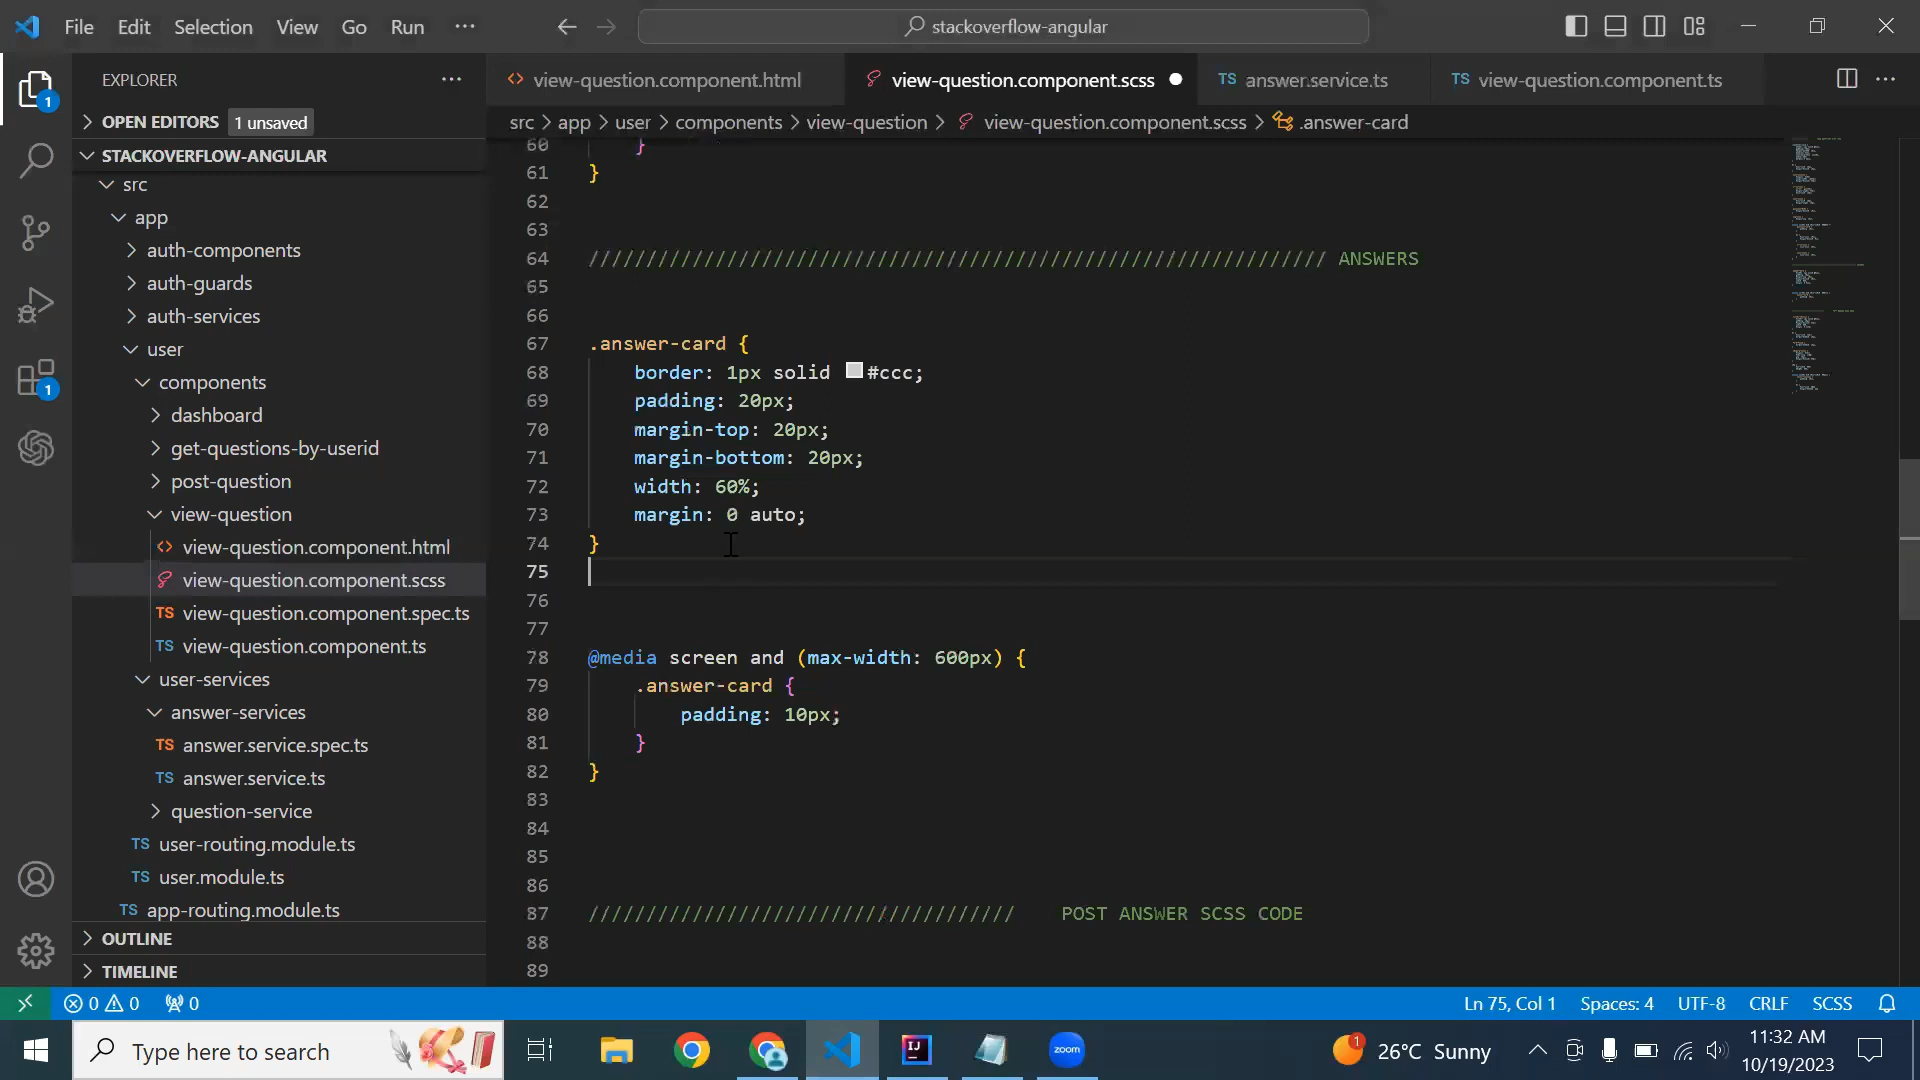 File Edit Selection View Go Run ··· stackoverflow-angular
EXPLORER ···
view-question.component.html view-question.component.scss answer.service.ts view-question.component.ts
OPEN EDITORS 1 unsaved
src > app > user > components > view-question > view-question.component.scss > .answer-card
STACKOVERFLOW-ANGULAR
src
app
auth-components
auth-guards
auth-services
user
components
dashboard
get-questions-by-userid
post-question
view-question
view-question.component.html
view-question.component.scss
TS view-question.component.spec.ts
TS view-question.component.ts
user-services
answer-services
TS answer.service.spec.ts
TS answer.service.ts
question-service
TS user-routing.module.ts
TS user.module.ts
TS app-routing.module.ts
OUTLINE
TIMELINE
60 }
61 }
62
63
64 //////////////////////////////////////////////////////////////// ANSWERS
65
66
67 .answer-card {
68 border: 1px solid #ccc;
69 padding: 20px;
70 margin-top: 20px;
71 margin-bottom: 20px;
72 width: 60%;
73 margin: 0 auto;
74 }
75
76
77
78 @media screen and (max-width: 600px) {
79 .answer-card {
80 padding: 10px;
81 }
82 }
83
84
85
86
87 ///////////////////////////////////// POST ANSWER SCSS CODE
88
89
0 0 0 Ln 75, Col 1 Spaces: 4 UTF-8 CRLF SCSS
Type here to search zoom 26°C Sunny 11:32 AM
10/19/2023